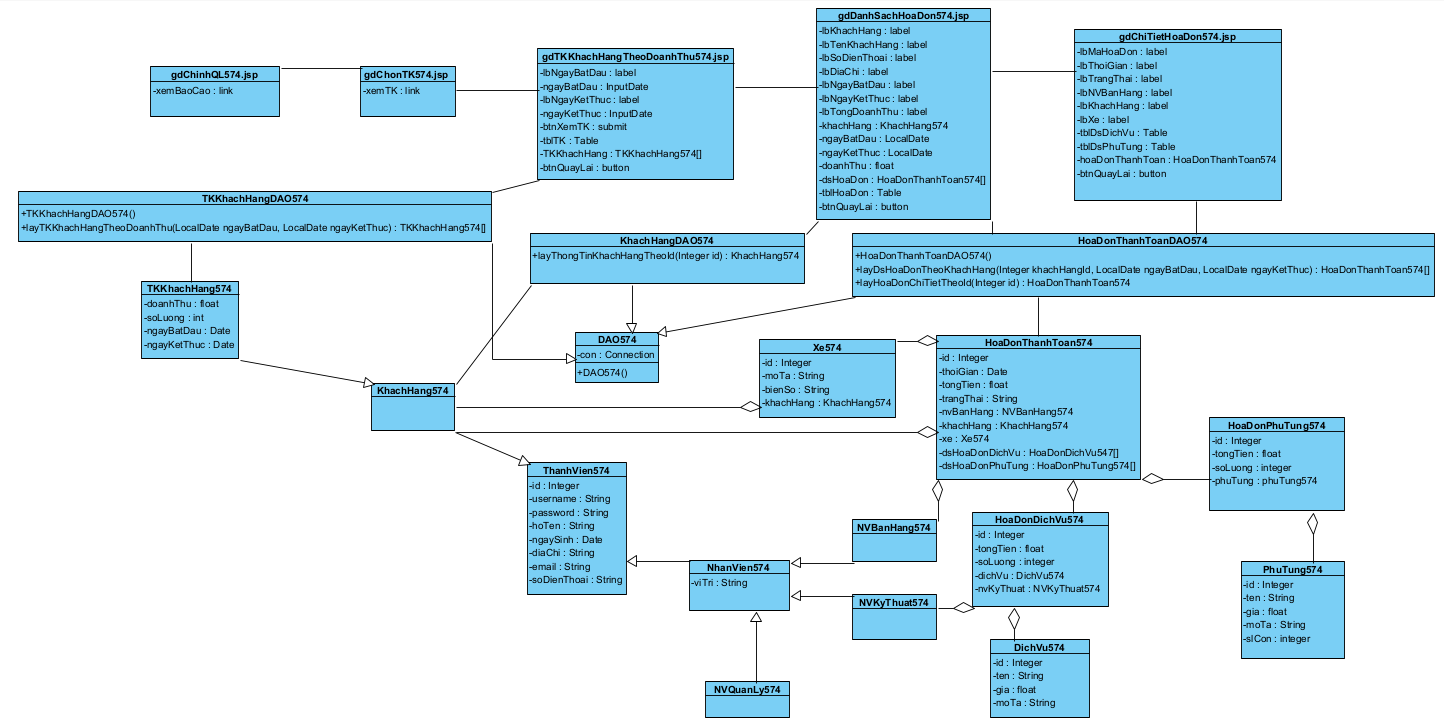 gdChinhQL574.jsp
-xemBaoCao : link
gdChonTK574.jsp
-xemTK : link
gdTKKhachHangTheoDoanhThu574.jsp
-lbNgayBatDau : label
-ngayBatDau : InputDate
-lbNgayKetThuc : label
-ngayKetThuc : InputDate
-btnXemTK : submit
-tblTK : Table
-TKKhachHang : TKKhachHang574[]
-btnQuayLai : button
gdDanhSachHoaDon574.jsp
-lbKhachHang : label
-lbTenKhachHang : label
-lbSoDienThoai : label
-lbDiaChi : label
-lbNgayBatDau : label
-lbNgayKetThuc : label
-lbTongDoanhThu : label
-khachHang : KhachHang574
-ngayBatDau : LocalDate
-ngayKetThuc : LocalDate
-doanhThu : float
-dsHoaDon : HoaDonThanhToan574[]
-tblHoaDon : Table
-btnQuayLai : button
gdChiTietHoaDon574.jsp
-lbMaHoaDon : label
-lbThoiGian : label
-lbTrangThai : label
-lbNVBanHang : label
-lbKhachHang : label
-lbXe : label
-tblDsDichVu : Table
-tblDsPhuTung : Table
-hoaDonThanhToan : HoaDonThanhToan574
-btnQuayLai : button
TKKhachHangDAO574
+TKKhachHangDAO574()
+layTKKhachHangTheoDoanhThu(LocalDate ngayBatDau, LocalDate ngayKetThuc) : TKKhachHang574[]
KhachHangDAO574
+layThongTinKhachHangTheoId(Integer id) : KhachHang574
HoaDonThanhToanDAO574
+HoaDonThanhToanDAO574()
+layDsHoaDonTheoKhachHang(Integer khachHangId, LocalDate ngayBatDau, LocalDate ngayKetThuc) : HoaDonThanhToan574[]
+layHoaDonChiTietTheoId(Integer id) : HoaDonThanhToan574
TKKhachHang574
-doanhThu : float
-soLuong : int
-ngayBatDau : Date
-ngayKetThuc : Date
DAO574
-con : Connection
+DAO574()
Xe574
-id : Integer
-moTa : String
-bienSo : String
-khachHang : KhachHang574
HoaDonThanhToan574
-id : Integer
-thoiGian : Date
-tongTien : float
-trangThai : String
-nvBanHang : NVBanHang574
-khachHang : KhachHang574
-xe : Xe574
-dsHoaDonDichVu : HoaDonDichVu547[]
-dsHoaDonPhuTung : HoaDonPhuTung574[]
KhachHang574
HoaDonPhuTung574
-id : Integer
-tongTien : float
-soLuong : integer
-phuTung : phuTung574
ThanhVien574
-id : Integer
-username : String
-password : String
-hoTen : String
-ngaySinh : Date
-diaChi : String
-email : String
-soDienThoai : String
NVBanHang574
HoaDonDichVu574
-id : Integer
-tongTien : float
-soLuong : integer
-dichVu : DichVu574
-nvKyThuat : NVKyThuat574
NhanVien574
-viTri : String
NVKyThuat574
PhuTung574
-id : Integer
-ten : String
-gia : float
-moTa : String
-slCon : integer
DichVu574
-id : Integer
-ten : String
-gia : float
-moTa : String
NVQuanLy574